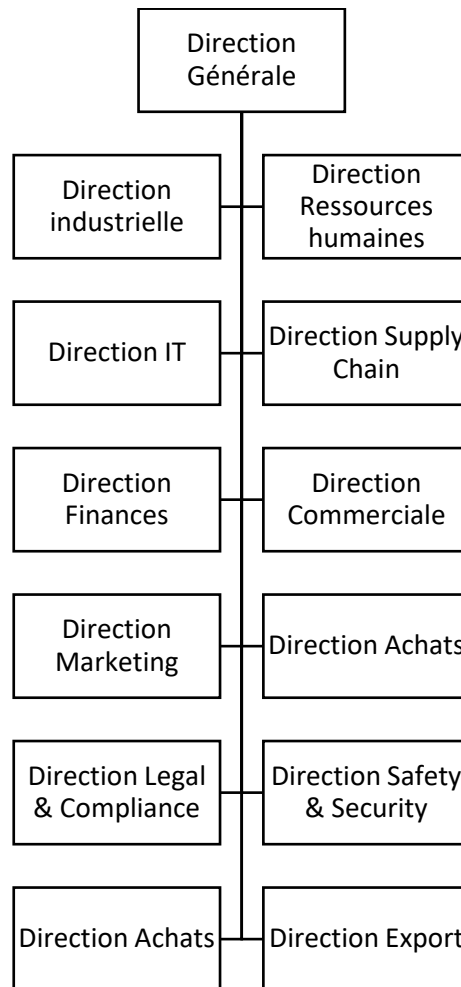 Direction
Générale
Direction
industrielle
Direction
Ressources
humaines
Direction IT
Direction Supply
Chain
Direction
Finances
Direction
Commerciale
Direction
Marketing
Direction Achats
Direction Legal
& Compliance
Direction Safety
& Security
Direction Achats
Direction Export